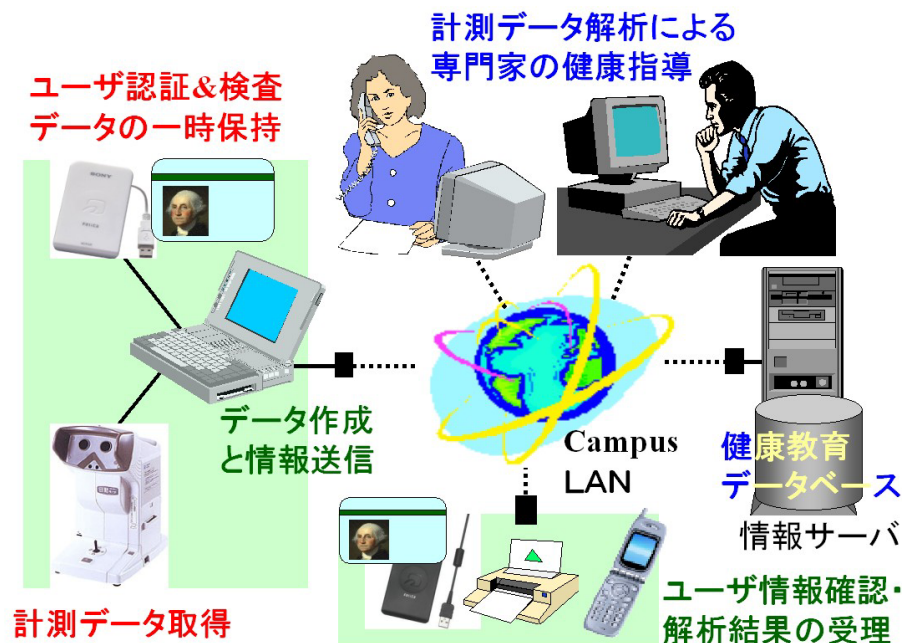 計測データ解析による
専門家の健康指導
ユーザ認証&検査
データの一時保持
SONY
データ作成
と情報送信
Campus
LAN
健康教育
データベース
情報サーバ
計測データ取得
ユーザ情報確認・
解析結果の受理